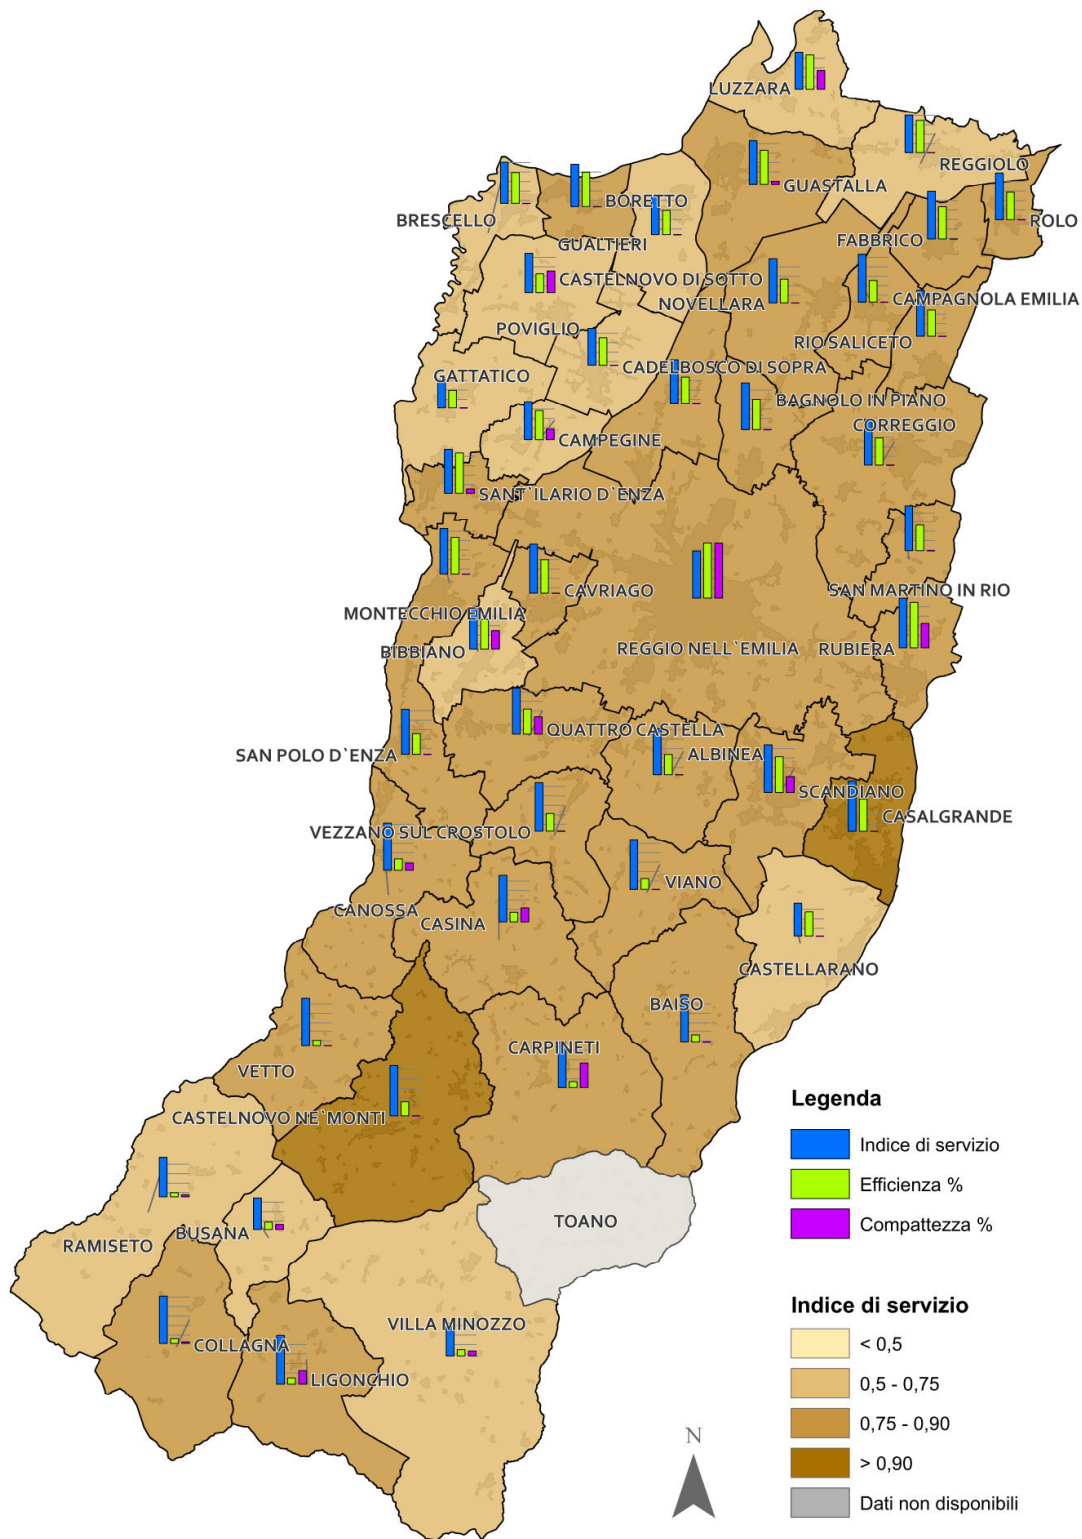 LUZZARA
REGGIOLO
GUASTALLA
BORETTO
BRESCELLO
ROLO
FABBRICO
GUALTIERI
CASTELNOVO DI SOTTO
NOVELLARA
CAMPAGNOLA EMILIA
POVIGLIO
RIO SALICETO
CADELBOSCO DI SOPRA
GATTATICO
BAGNOLO IN PIANO
CORREGGIO
CAMPEGINE
SANT`ILARIO D`ENZA
CAVRIAGO
SAN MARTINO IN RIO
MONTECCHIO EMILIA
REGGIO NELL`EMILIA
RUBIERA
BIBBIANO
QUATTRO CASTELLA
SAN POLO D`ENZA
ALBINEA
SCANDIANO
CASALGRANDE
VEZZANO SUL CROSTOLO
VIANO
CANOSSA
CASINA
CASTELLARANO
BAISO
CARPINETI
VETTO
CASTELNOVO NE`MONTI
TOANO
BUSANA
RAMISETO
VILLA MINOZZO
COLLAGNA
LIGONCHIO
Legenda
Indice di servizio
Efficienza %
Compattezza %
Indice di servizio
< 0,5
0,5 - 0,75
0,75 - 0,90
> 0,90
Dati non disponibili
N